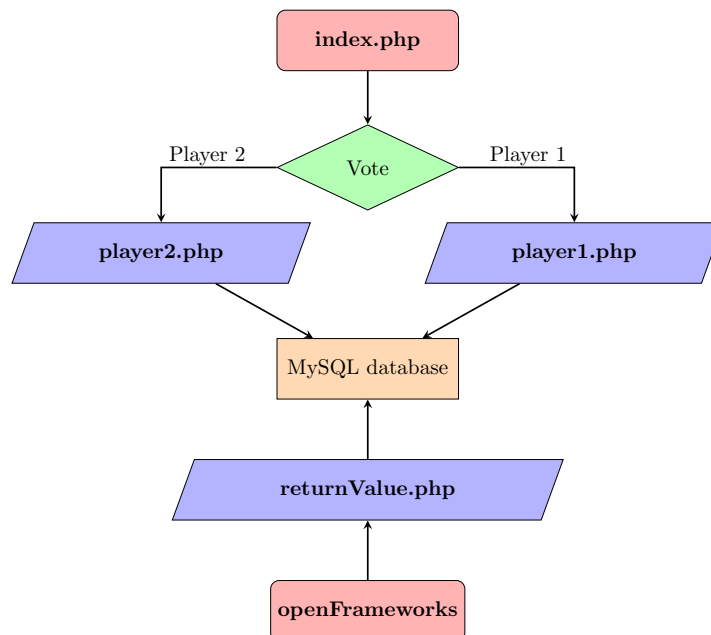 index.php
Vote
Player 2
Player 1
player2.php
player1.php
MySQL database
returnValue.php
openFrameworks